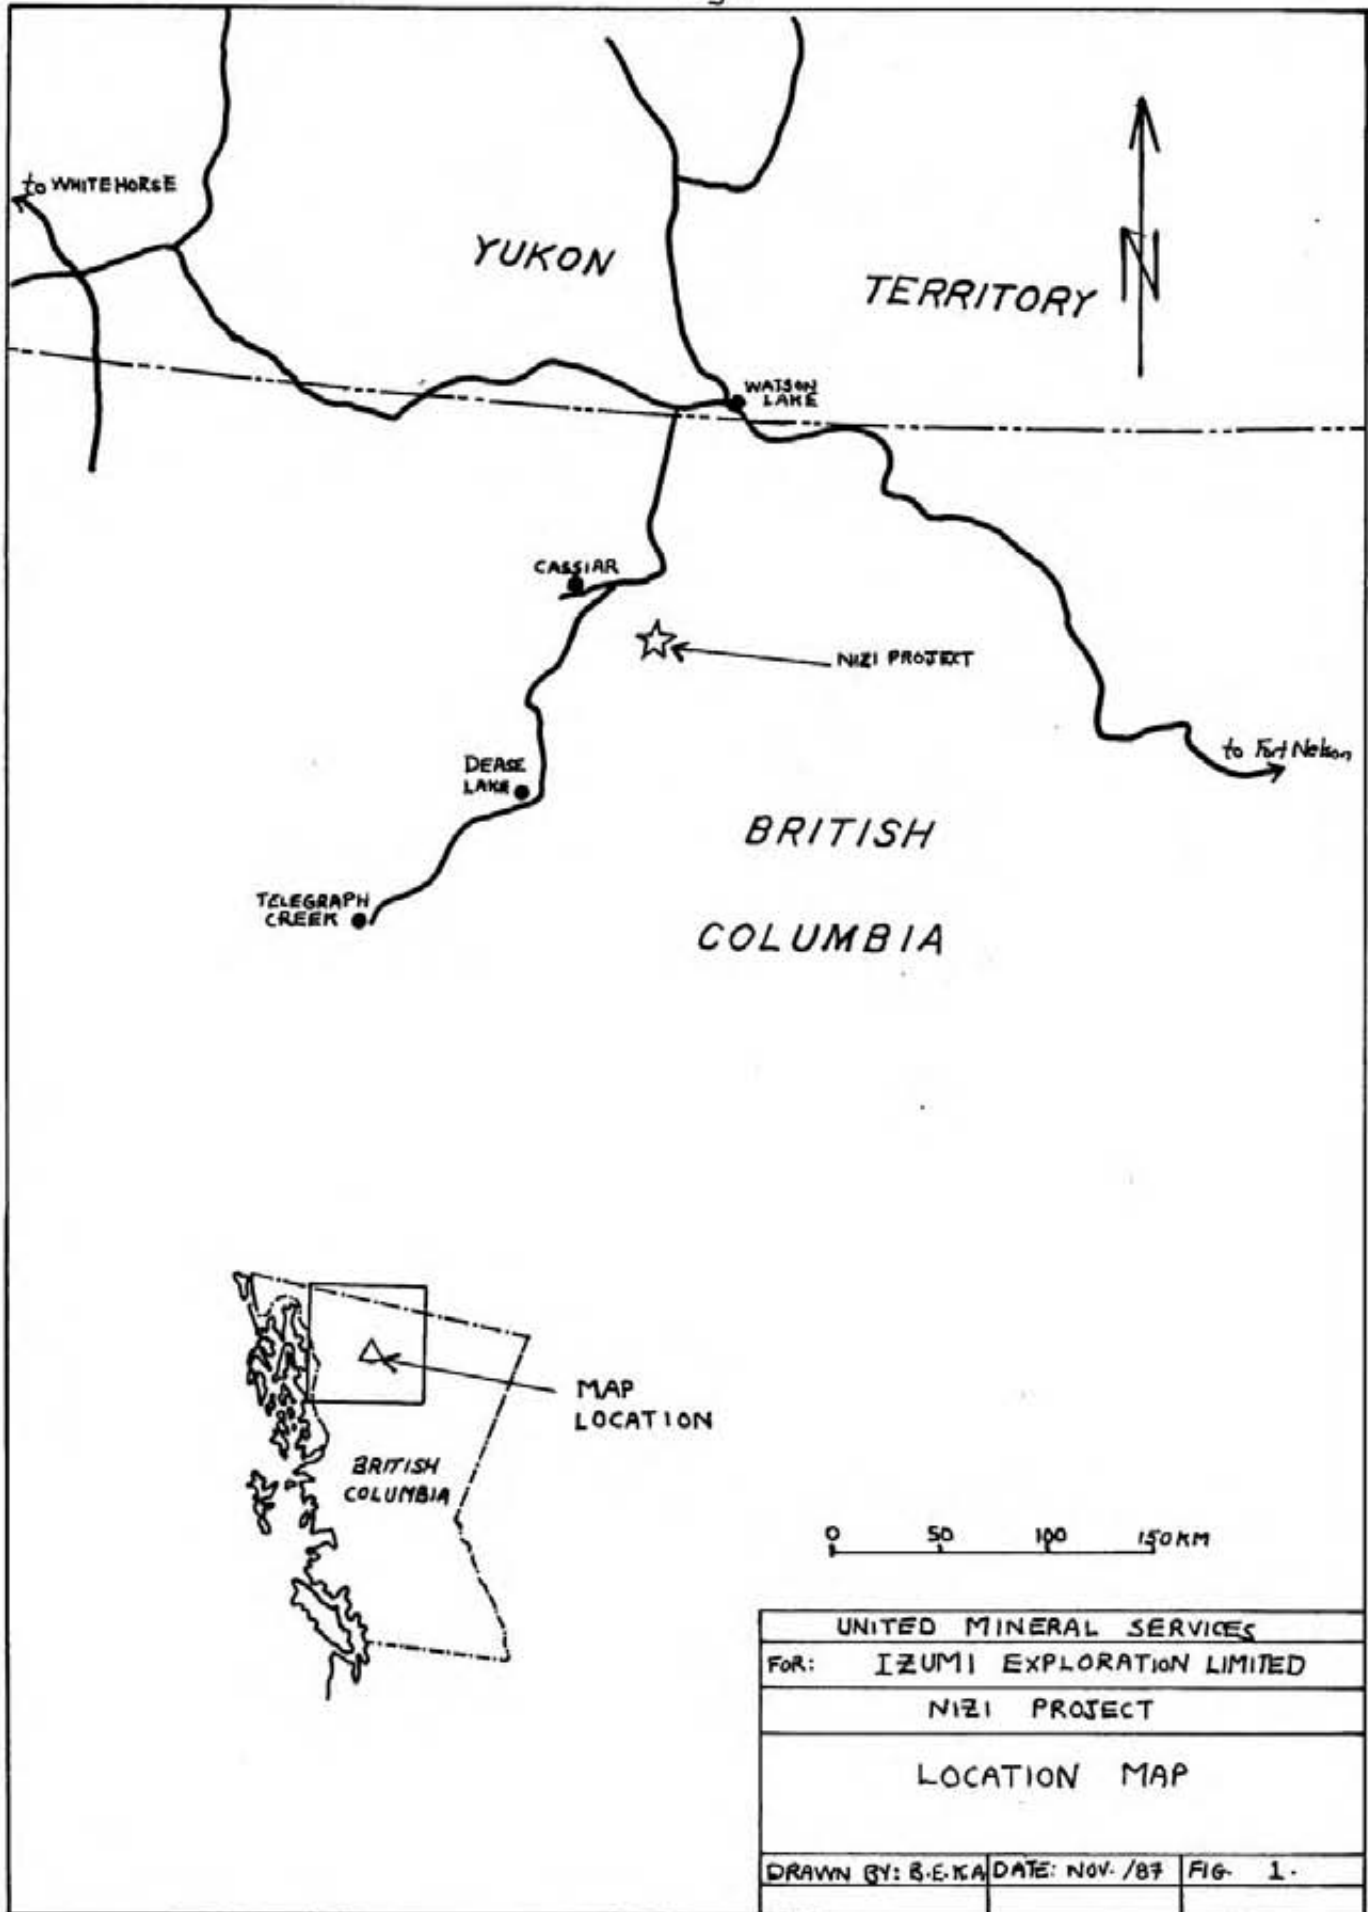 to WHITEHORSE
YUKON
TERRITORY
N
WATSON
LAKE
CASSIAR
NIZI PROJECT
to Fort Nelson
DEASE
LAKE
BRITISH
COLUMBIA
TELEGRAPH
CREEK
MAP
LOCATION
BRITISH
COLUMBIA
0 50 100 150 KM
UNITED MINERAL SERVICES
FOR: IZUMI EXPLORATION LIMITED
NIZI PROJECT
LOCATION MAP
DRAWN BY: B.E.KA DATE: NOV. /87 FIG. 1.